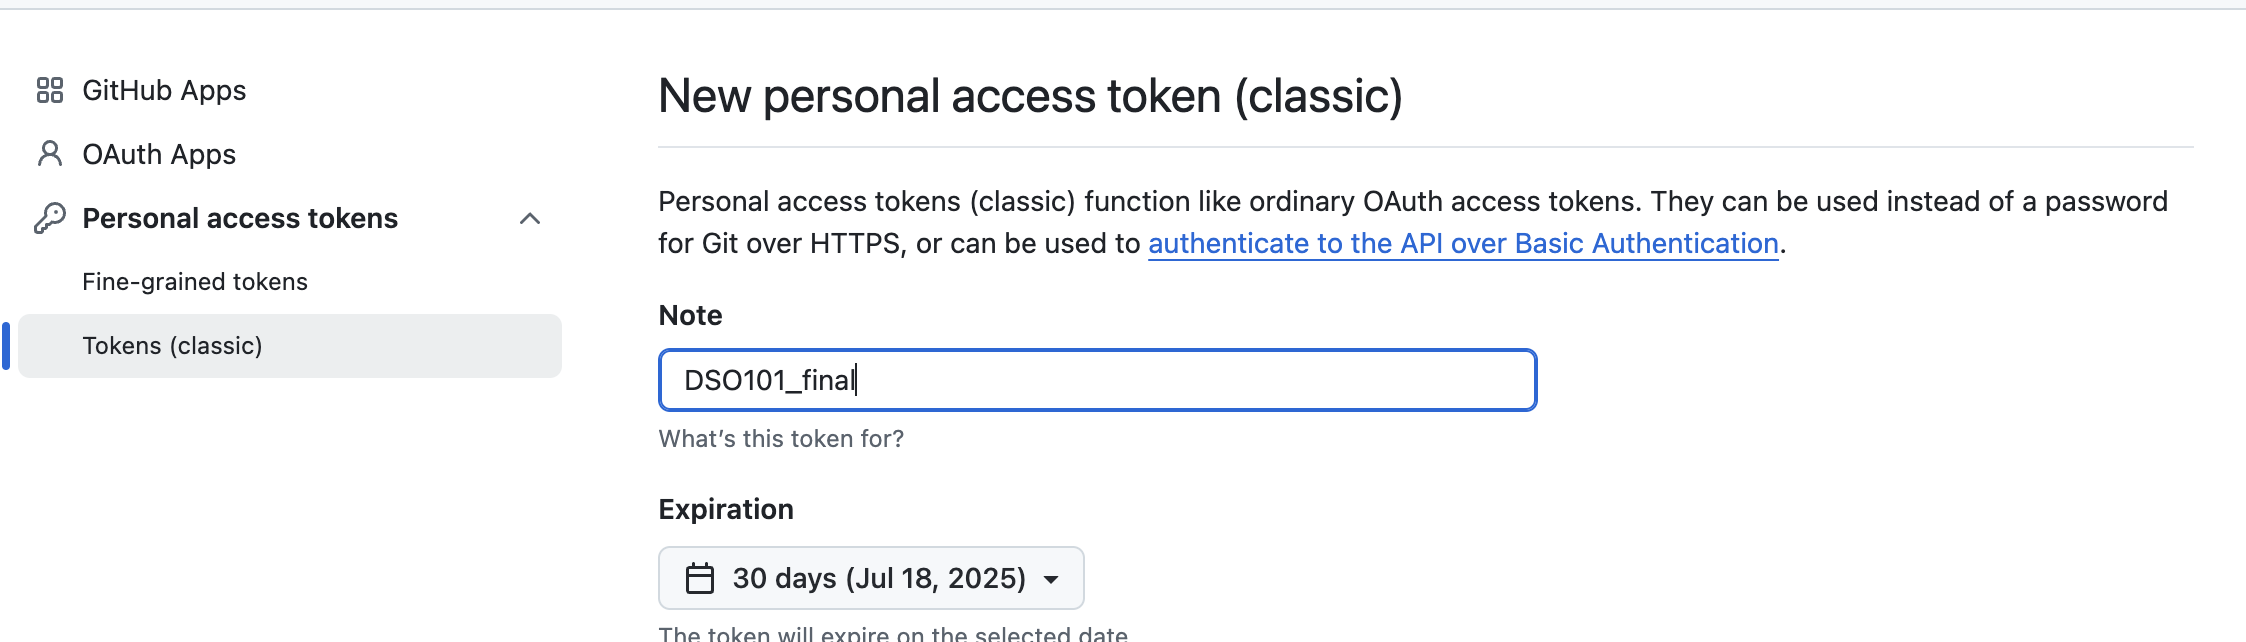 GitHub Apps
OAuth Apps
Personal access tokens
Fine-grained tokens
Tokens (classic)
New personal access token (classic)
Personal access tokens (classic) function like ordinary OAuth access tokens. They can be used instead of a password
for Git over HTTPS, or can be used to authenticate to the API over Basic Authentication.
Note
DSO101_final
What's this token for?
Expiration
30 days (Jul 18, 2025)
The token will expire on the selected date